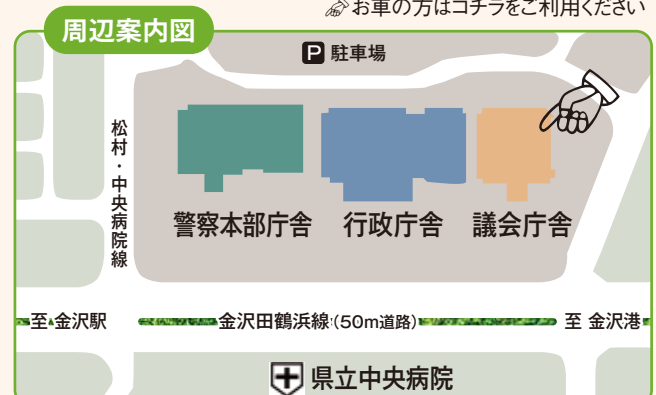 お車の方はコチラをご利用ください
周辺案内図
P 駐車場
松村・中央病院線
警察本部庁舎 行政庁舎 議会庁舎
至 金沢駅 金沢田鶴浜線(50m道路) 至 金沢港
県立中央病院